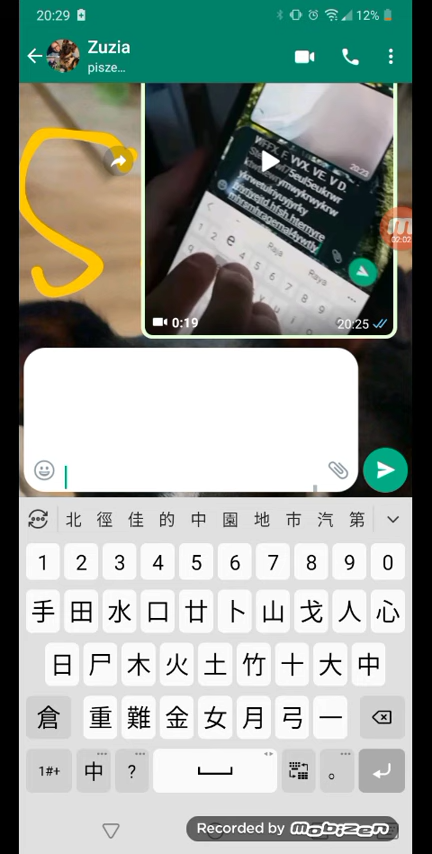 20:29
12%
Zuzia
pisze...
S
2023
0:19
20:25
02:02
北 徑 佳 的 中 園 地 市 汽 第
1 2 3 4 5 6 7 8 9 0
手 田 水 口 廿 卜 山 戈 人 心
日 尸 木 火 土 竹 十 大 中
倉 重 難 金 女 月 弓 一
1#+ 中 ? 。
Recorded by mobizen